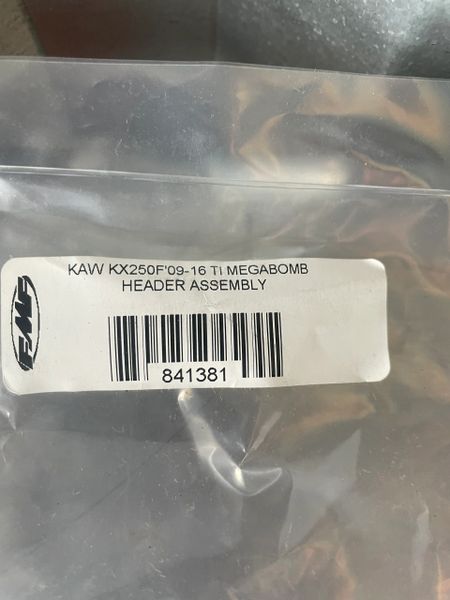 KAW KX250F'09-16 TI MEGABOMB
HEADER ASSEMBLY
FMF
841381